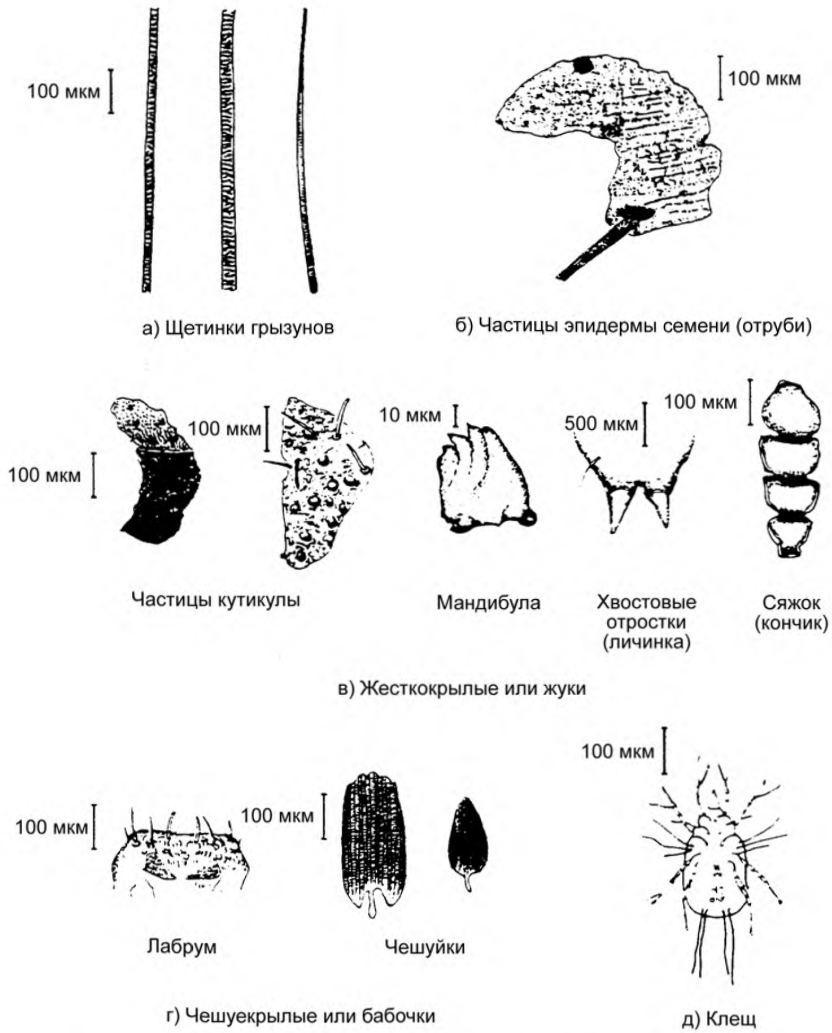 100 мкм
100 мкм
а) Щетинки грызунов
б) Частицы эпидермы семени (отруби)
100 мкм
100 мкм
10 мкм
500 мкм
100 мкм
Частицы кутикулы
Мандибула
Хвостовые
отростки
(личинка)
Сяжок
(кончик)
в) Жесткокрылые или жуки
100 мкм
100 мкм
100 мкм
Лабрум
Чешуйки
г) Чешуекрылые или бабочки
д) Клещ